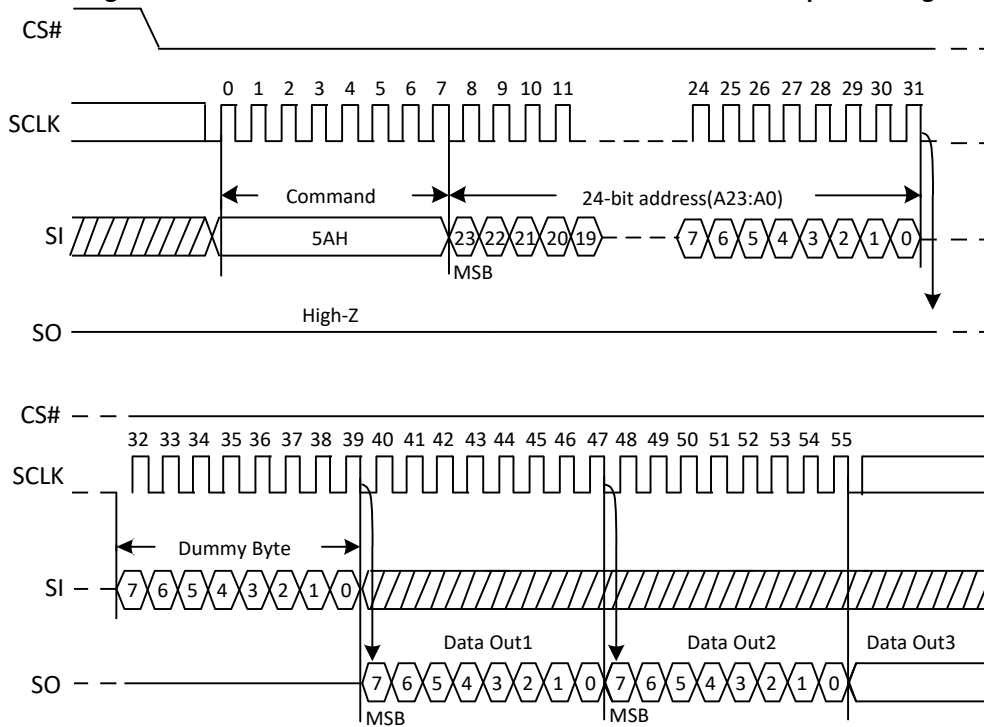 CS#
0 1 2 3 4 5 6 7 8 9 10 11 24 25 26 27 28 29 30 31
SCLK
Command 24-bit address(A23:A0)
SI 5AH 23 22 21 20 19 7 6 5 4 3 2 1 0
MSB
High-Z
SO
CS#
32 33 34 35 36 37 38 39 40 41 42 43 44 45 46 47 48 49 50 51 52 53 54 55
SCLK
Dummy Byte
SI 7 6 5 4 3 2 1 0
Data Out1 Data Out2 Data Out3
SO 7 6 5 4 3 2 1 0 7 6 5 4 3 2 1 0
MSB MSB